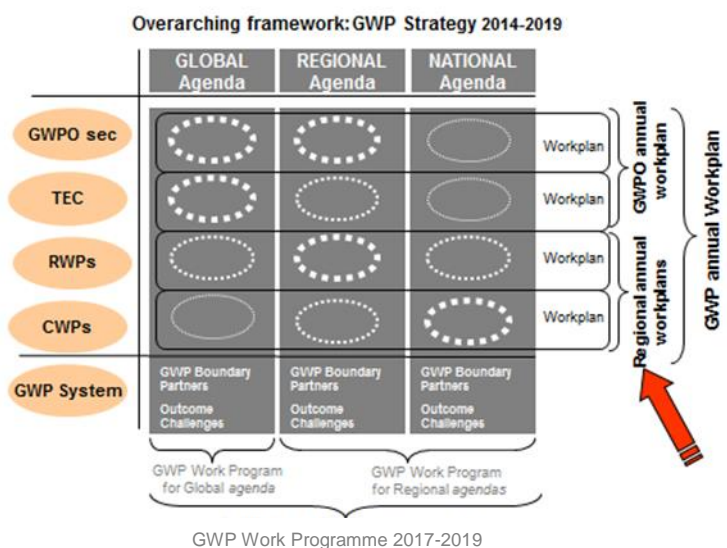 Overarching framework: GWP Strategy 2014-2019
GLOBAL
Agenda
REGIONAL
Agenda
NATIONAL
Agenda
GWPO sec
Workplan
TEC
Workplan
RWPs
Workplan
CWPs
Workplan
GWPO annual
workplan
Regional annual
workplans
GWP annual Workplan
GWP System
GWP Boundary
Partners
Outcome
Challenges
GWP Boundary
Partners
Outcome
Challenges
GWP Boundary
Partners
Outcome
Challenges
GWP Work Program
for Global agenda
GWP Work Program
for Regional agendas
GWP Work Programme 2017-2019